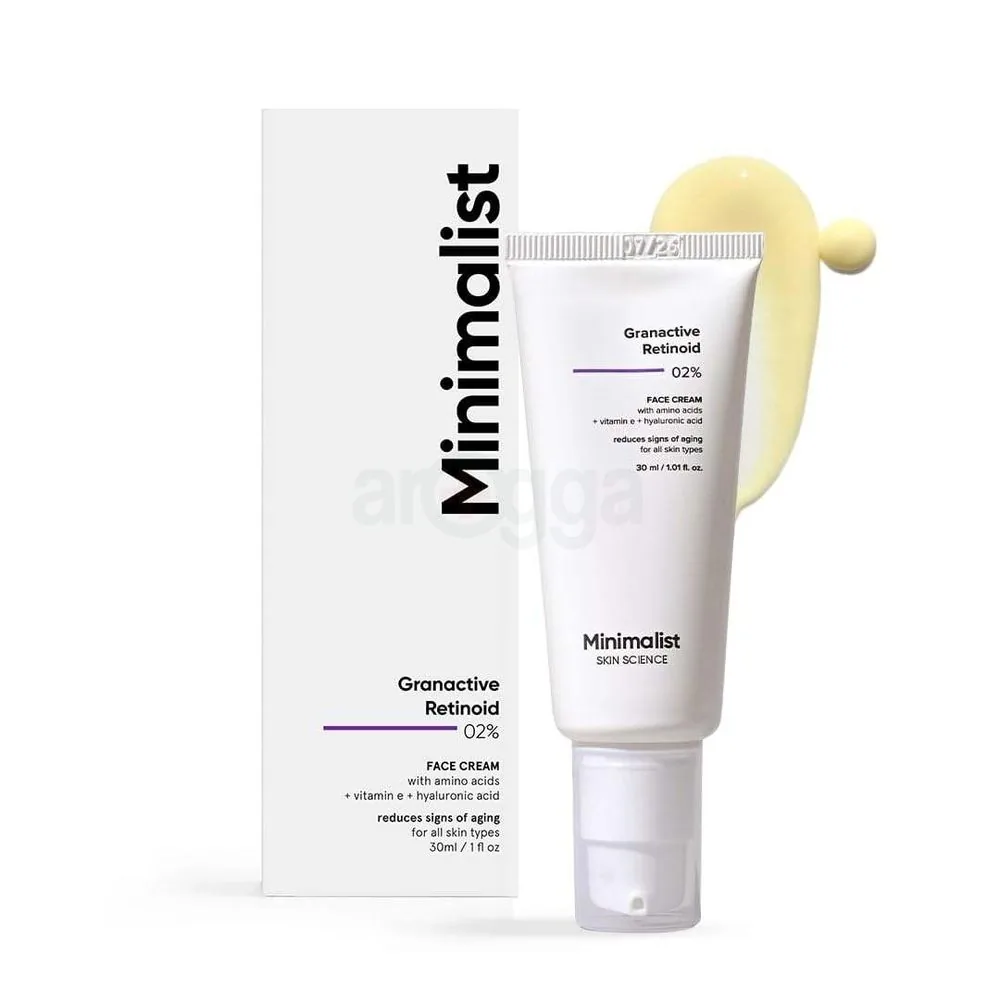 Minimalist
Granactive
Retinoid
02%
FACE CREAM
with amino acids
+ vitamin e + hyaluronic acid
reduces signs of aging
for all skin types
30ml / 1 fl oz
07/26
Granactive
Retinoid
02%
FACE CREAM
with amino acids
+ vitamin e + hyaluronic acid
reduces signs of aging
for all skin types
30 ml / 1.01 fl. oz.
Minimalist
SKIN SCIENCE
arogga